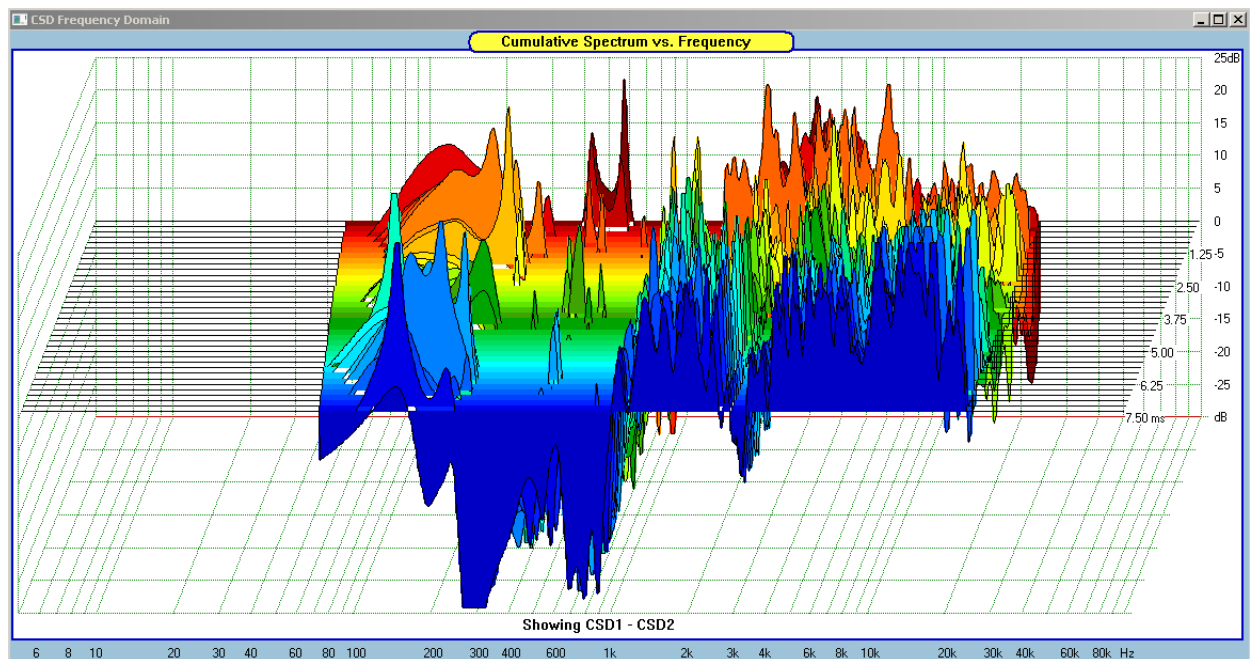 CSD Frequency Domain
Cumulative Spectrum vs. Frequency
25dB
20
15
10
5
0
1.25 -5
2.50 -10
3.75 -15
5.00 -20
6.25 -25
7.50 ms dB
Showing CSD1 - CSD2
6 8 10 20 30 40 60 80 100 200 300 400 600 1k 2k 3k 4k 6k 8k 10k 20k 30k 40k 60k 80k Hz